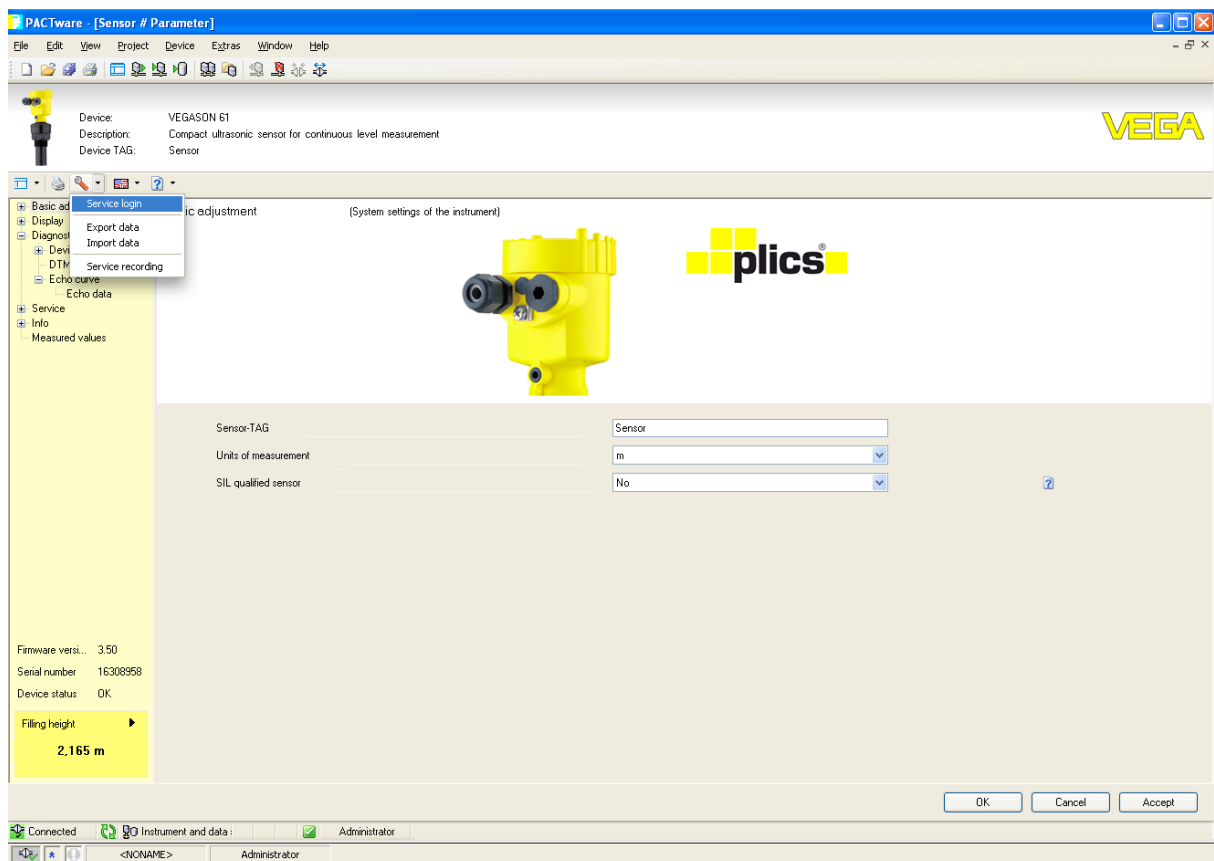 PACTware - [Sensor # Parameter]
File Edit View Project Device Extras Window Help
Device: VEGASON 61
Description: Compact ultrasonic sensor for continuous level measurement
Device TAG: Sensor
VEGA
Service login
Export data
Import data
Service recording
Basic ad
Display
Diagnos
Devi
DTM
Echo curve
Echo data
Service
Info
Measured values
ic adjustment (System settings of the instrument)
plics®
Sensor-TAG Sensor
Units of measurement m
SIL qualified sensor No
Firmware versi... 3.50
Serial number 16308958
Device status OK
Filling height
2,165 m
OK Cancel Accept
Connected Instrument and data Administrator
<NONAME> Administrator